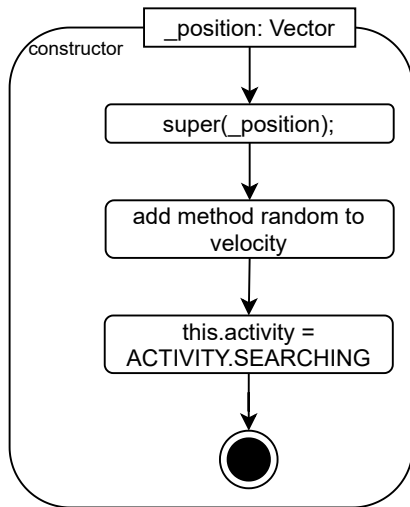 _position: Vector
constructor
super(_position);
add method random to
velocity
this.activity =
ACTIVITY.SEARCHING